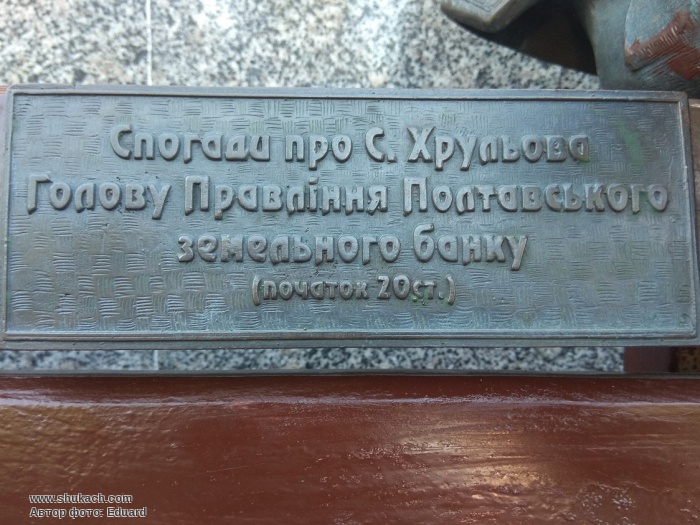 Спогади про С. Хрульова
Голову Правління Полтавського
земельного банку
(початок 20ст.)
www.shukach.com
Автор фото: Eduard